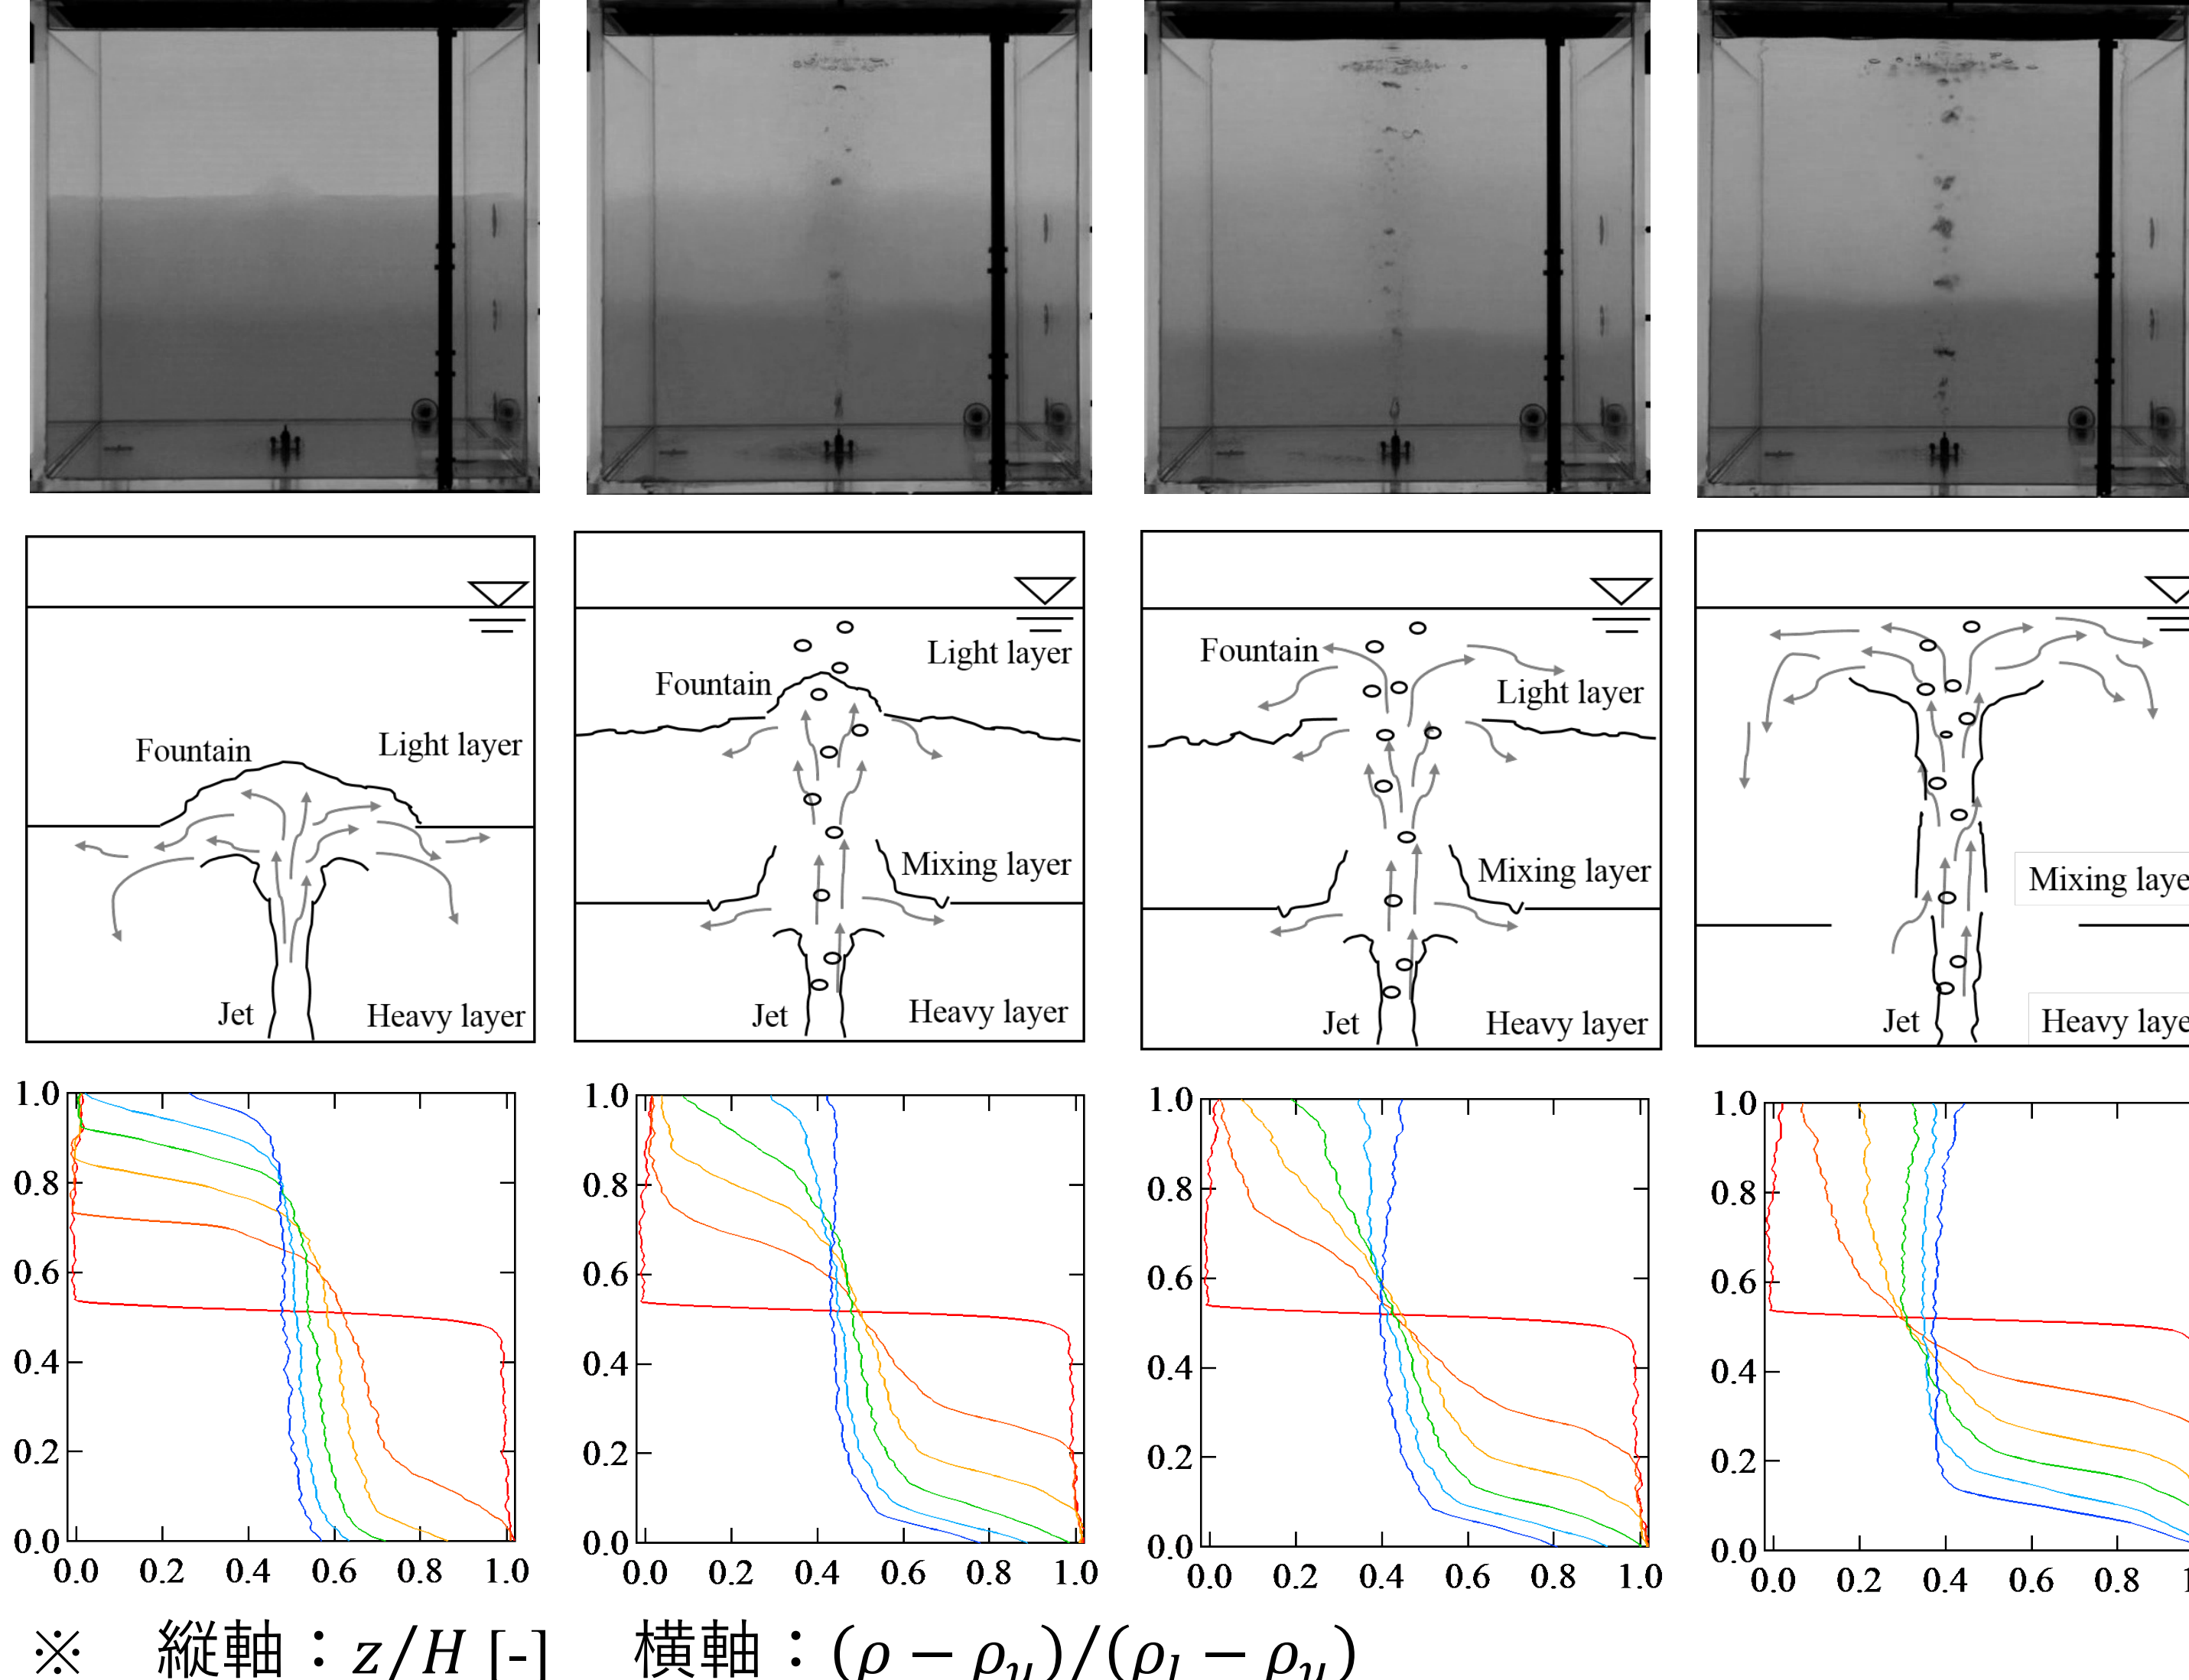 Fountain
Light layer
Jet
Heavy layer
Light layer
Fountain
Mixing layer
Jet
Heavy layer
Fountain
Light layer
Mixing layer
Jet
Heavy layer
Mixing laye
Jet
Heavy laye
1.0
0.8
0.6
0.4
0.2
0.0
0.0 0.2 0.4 0.6 0.8 1.0
1.0
0.8
0.6
0.4
0.2
0.0
0.0 0.2 0.4 0.6 0.8 1.0
1.0
0.8
0.6
0.4
0.2
0.0
0.0 0.2 0.4 0.6 0.8 1.0
1.0
0.8
0.6
0.4
0.2
0.0
0.0 0.2 0.4 0.6 0.8 1
※ 縦軸：z/H [-] 横軸：(ρ − ρu)/(ρl − ρu)